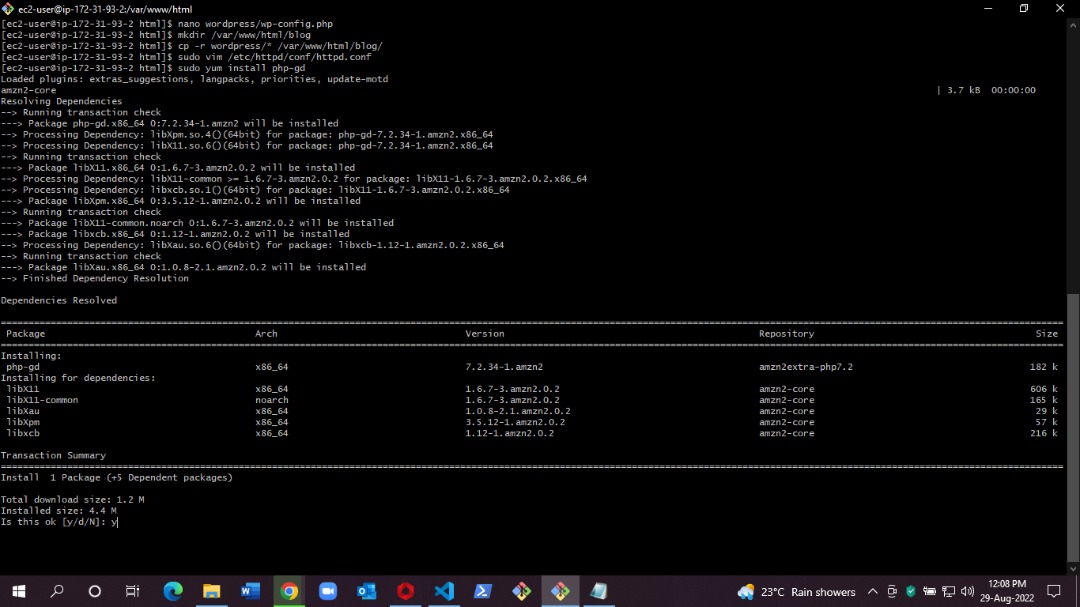 ec2-user@ip-172-31-93-2:/var/www/html
[ec2-user@ip-172-31-93-2 html]$ nano wordpress/wp-config.php
[ec2-user@ip-172-31-93-2 html]$ mkdir /var/www/html/blog
[ec2-user@ip-172-31-93-2 html]$ cp -r wordpress/* /var/www/html/blog/
[ec2-user@ip-172-31-93-2 html]$ sudo vim /etc/httpd/conf/httpd.conf
[ec2-user@ip-172-31-93-2 html]$ sudo yum install php-gd
Loaded plugins: extras_suggestions, langpacks, priorities, update-motd
amzn2-core | 3.7 kB 00:00:00
Resolving Dependencies
--> Running transaction check
---> Package php-gd.x86_64 0:7.2.34-1.amzn2 will be installed
--> Processing Dependency: libXpm.so.4()(64bit) for package: php-gd-7.2.34-1.amzn2.x86_64
--> Processing Dependency: libX11.so.6()(64bit) for package: php-gd-7.2.34-1.amzn2.x86_64
--> Running transaction check
---> Package libX11.x86_64 0:1.6.7-3.amzn2.0.2 will be installed
--> Processing Dependency: libX11-common >= 1.6.7-3.amzn2.0.2 for package: libX11-1.6.7-3.amzn2.0.2.x86_64
--> Processing Dependency: libxcb.so.1()(64bit) for package: libX11-1.6.7-3.amzn2.0.2.x86_64
---> Package libXpm.x86_64 0:3.5.12-1.amzn2.0.2 will be installed
--> Running transaction check
---> Package libX11-common.noarch 0:1.6.7-3.amzn2.0.2 will be installed
---> Package libxcb.x86_64 0:1.12-1.amzn2.0.2 will be installed
--> Processing Dependency: libXau.so.6()(64bit) for package: libxcb-1.12-1.amzn2.0.2.x86_64
--> Running transaction check
---> Package libXau.x86_64 0:1.0.8-2.1.amzn2.0.2 will be installed
--> Finished Dependency Resolution
Dependencies Resolved
Package Arch Version Repository Size
Installing:
php-gd x86_64 7.2.34-1.amzn2 amzn2extra-php7.2 182 k
Installing for dependencies:
libX11 x86_64 1.6.7-3.amzn2.0.2 amzn2-core 606 k
libX11-common noarch 1.6.7-3.amzn2.0.2 amzn2-core 165 k
libXau x86_64 1.0.8-2.1.amzn2.0.2 amzn2-core 29 k
libXpm x86_64 3.5.12-1.amzn2.0.2 amzn2-core 57 k
libxcb x86_64 1.12-1.amzn2.0.2 amzn2-core 216 k
Transaction Summary
Install 1 Package (+5 Dependent packages)
Total download size: 1.2 M
Installed size: 4.4 M
Is this ok [y/d/N]: y
23°C Rain showers
12:08 PM
29-Aug-2022